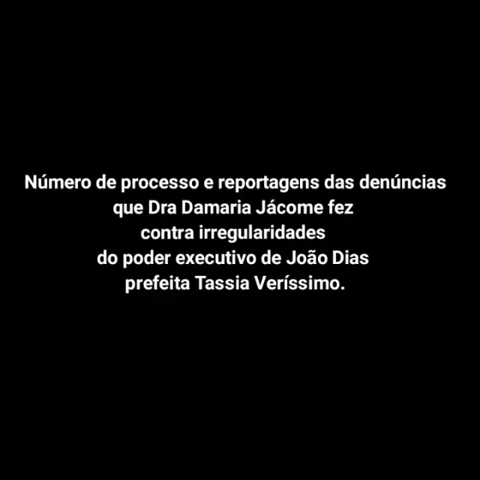 Número de processo e reportagens das denúncias
que Dra Damaria Jácome fez
contra irregularidades
do poder executivo de João Dias
prefeita Tassia Veríssimo.